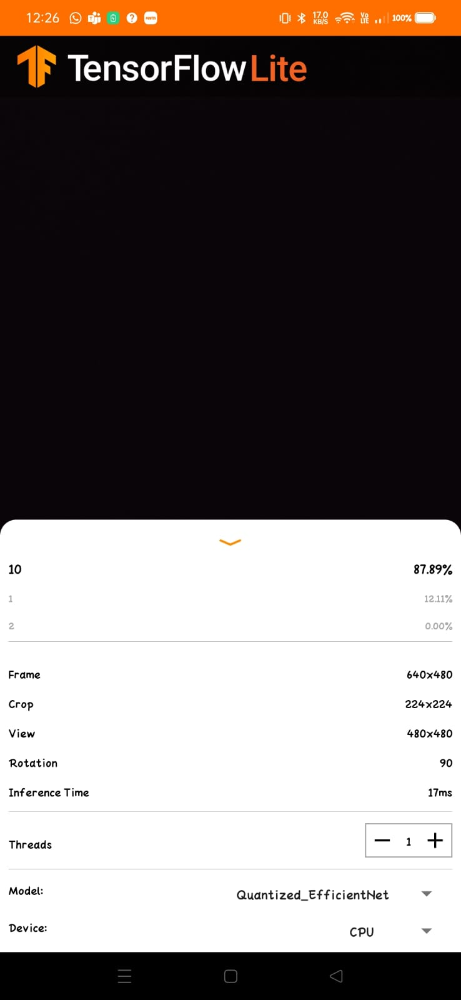 12:26 17.0 KB/S VO LTE 100%
TensorFlow Lite
10 87.89%
1 12.11%
2 0.00%
Frame 640x480
Crop 224x224
View 480x480
Rotation 90
Inference Time 17ms
Threads 1
Model: Quantized_EfficientNet
Device: CPU